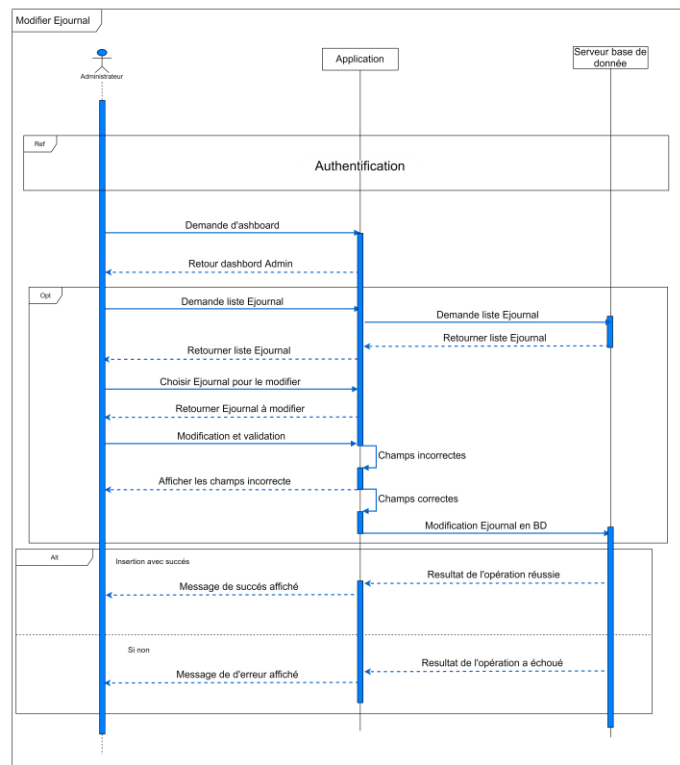 Modifier Ejournal
Administrateur
Application
Serveur base de
donnée
Ref
Authentification
Demande d'ashboard
Retour dashbord Admin
Opt
Demande liste Ejournal
Demande liste Ejournal
Retourner liste Ejournal
Retourner liste Ejournal
Choisir Ejournal pour le modifier
Retourner Ejournal à modifier
Modification et validation
Champs incorrectes
Afficher les champs incorrecte
Champs correctes
Modification Ejournal en BD
Alt
Insertion avec succés
Resultat de l'opération réussie
Message de succés affiché
Si non
Resultat de l'opération a échoué
Message de d'erreur affiché